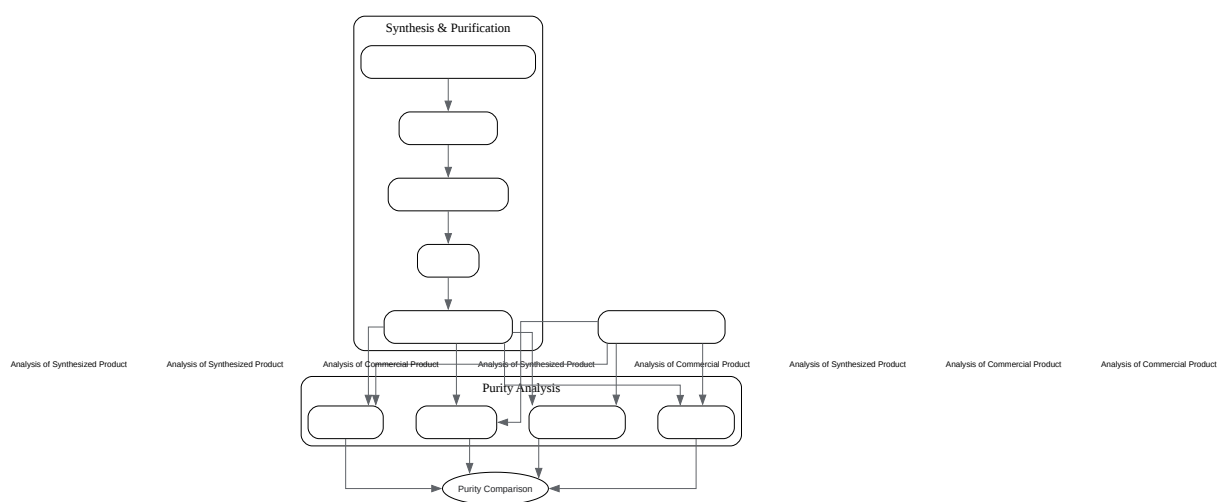 Synthesis & Purification
Analysis of Synthesized Product
Analysis of Synthesized Product
Analysis of Commercial Product
Analysis of Synthesized Product
Analysis of Commercial Product
Analysis of Synthesized Product
Analysis of Commercial Product
Analysis of Commercial Product
Purity Analysis
Purity Comparison